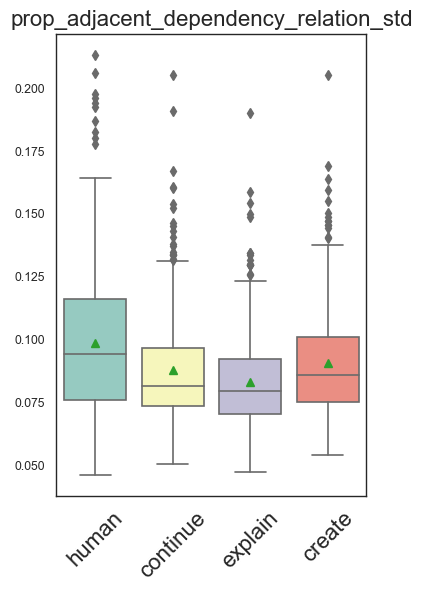 prop_adjacent_dependency_relation_std
0.200
0.175
0.150
0.125
0.100
0.075
0.050
human
continue
explain
create